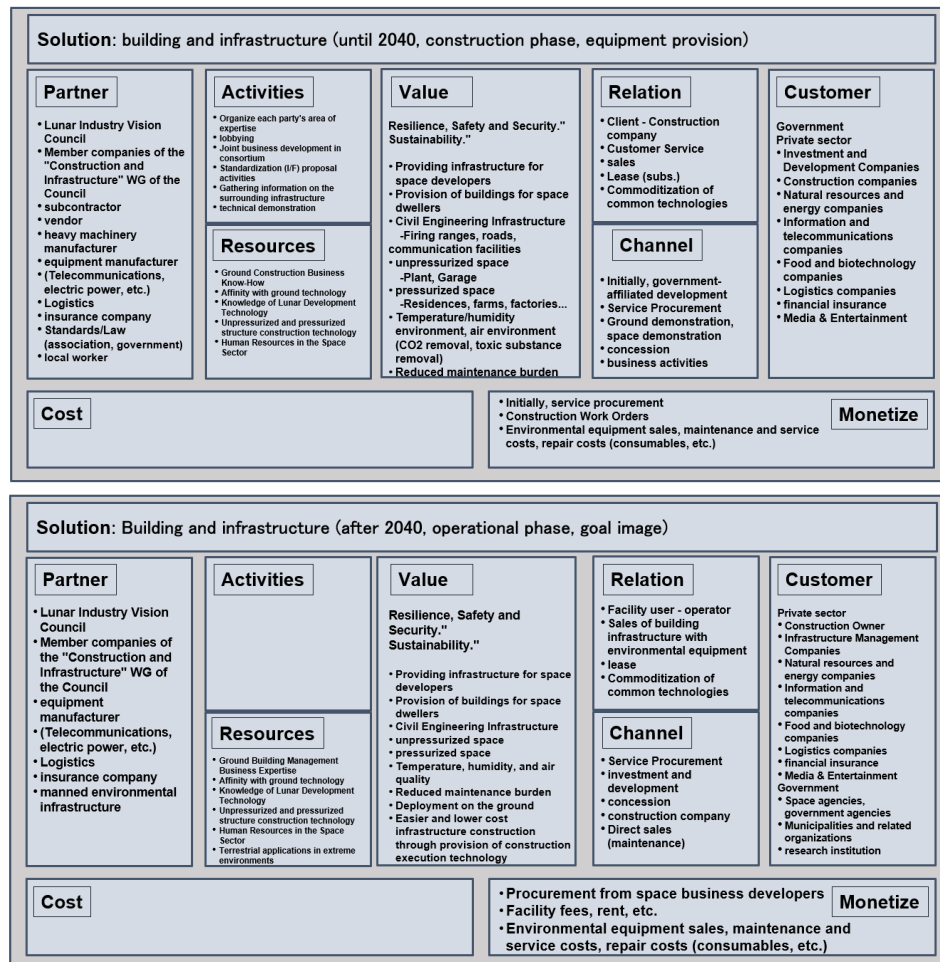 Solution: building and infrastructure (until 2040, construction phase, equipment provision)
Partner
• Lunar Industry Vision
Council
• Member companies of the
"Construction and
Infrastructure" WG of the
Council
• subcontractor
• vendor
• heavy machinery
manufacturer
• equipment manufacturer
• (Telecommunications,
electric power, etc.)
• Logistics
• insurance company
• Standards/Law
(association, government)
• local worker
Activities
• Organize each party's area of
expertise
• lobbying
• Joint business development in
consortium
• Standardization (I/F) proposal
activities
• Gathering information on the
surrounding infrastructure
• technical demonstration
Resources
• Ground Construction Business
Know-How
• Affinity with ground technology
• Knowledge of Lunar Development
Technology
• Unpressurized and pressurized
structure construction technology
• Human Resources in the Space
Sector
Value
Resilience, Safety and Security."
Sustainability."
• Providing infrastructure for
space developers
• Provision of buildings for space
dwellers
• Civil Engineering Infrastructure
-Firing ranges, roads,
communication facilities
• unpressurized space
-Plant, Garage
• pressurized space
-Residences, farms, factories...
• Temperature/humidity
environment, air environment
(CO2 removal, toxic substance
removal)
• Reduced maintenance burden
Relation
• Client - Construction
company
• Customer Service
• sales
• Lease (subs.)
• Commoditization of
common technologies
Channel
• Initially, government-
affiliated development
• Service Procurement
• Ground demonstration,
space demonstration
• concession
• business activities
Customer
Government
Private sector
• Investment and
Development Companies
• Construction companies
• Natural resources and
energy companies
• Information and
telecommunications
companies
• Food and biotechnology
companies
• Logistics companies
• financial insurance
• Media & Entertainment
Cost
• Initially, service procurement
• Construction Work Orders
• Environmental equipment sales, maintenance and service
costs, repair costs (consumables, etc.)
Monetize
Solution: Building and infrastructure (after 2040, operational phase, goal image)
Partner
• Lunar Industry Vision
Council
• Member companies of
the "Construction and
Infrastructure" WG of
the Council
• equipment
manufacturer
• (Telecommunications,
electric power, etc.)
• Logistics
• insurance company
• manned environmental
infrastructure
Activities
Resources
• Ground Building Management
Business Expertise
• Affinity with ground technology
• Knowledge of Lunar Development
Technology
• Unpressurized and pressurized
structure construction technology
• Human Resources in the Space
Sector
• Terrestrial applications in extreme
environments
Value
Resilience, Safety and
Security."
Sustainability."
• Providing infrastructure for space
developers
• Provision of buildings for space
dwellers
• Civil Engineering Infrastructure
• unpressurized space
• pressurized space
• Temperature, humidity, and air
quality
• Reduced maintenance burden
• Deployment on the ground
• Easier and lower cost
infrastructure construction
through provision of construction
execution technology
Relation
• Facility user - operator
• Sales of building
infrastructure with
environmental equipment
• lease
• Commoditization of
common technologies
Channel
• Service Procurement
• investment and
development
• concession
• construction company
• Direct sales
(maintenance)
Customer
Private sector
• Construction Owner
• Infrastructure Management
Companies
• Natural resources and
energy companies
• Information and
telecommunications
companies
• Food and biotechnology
companies
• Logistics companies
• financial insurance
• Media & Entertainment
Government
• Space agencies,
government agencies
• Municipalities and related
organizations
• research institution
Cost
• Procurement from space business developers
• Facility fees, rent, etc.
• Environmental equipment sales, maintenance and
service costs, repair costs (consumables, etc.)
Monetize